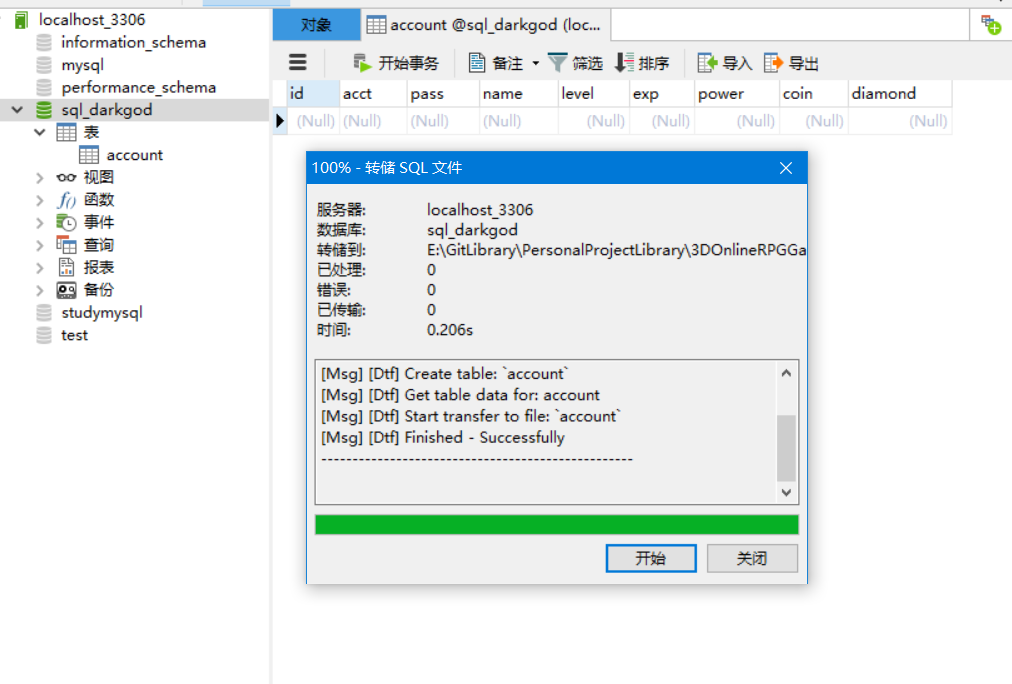 localhost_3306
information_schema
mysql
performance_schema
sql_darkgod
表
account
视图
函数
事件
查询
报表
备份
studymysql
test
对象
account @sql_darkgod (loc...
开始事务
备注
筛选
排序
导入
导出
id acct pass name level exp power coin diamond
(Null) (Null) (Null) (Null) (Null) (Null) (Null) (Null) (Null)
100% - 转储 SQL 文件
服务器: localhost_3306
数据库: sql_darkgod
转储到: E:\GitLibrary\PersonalProjectLibrary\3DOnlineRPGGa
已处理: 0
错误: 0
已传输: 0
时间: 0.206s
[Msg] [Dtf] Create table: `account`
[Msg] [Dtf] Get table data for: account
[Msg] [Dtf] Start transfer to file: `account`
[Msg] [Dtf] Finished - Successfully
--------------------------------------------------
开始
关闭